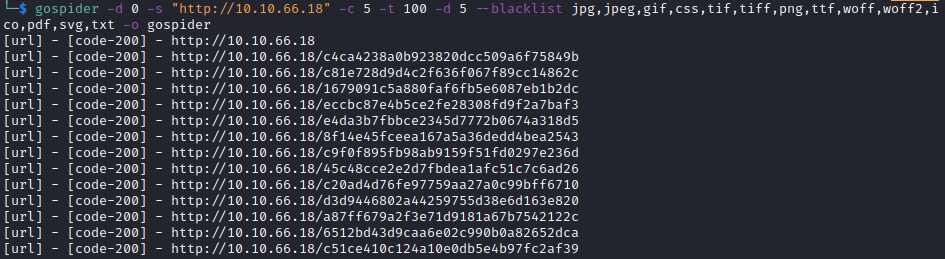 └─$ gospider -d 0 -s "http://10.10.66.18" -c 5 -t 100 -d 5 --blacklist jpg,jpeg,gif,css,tif,tiff,png,ttf,woff,woff2,i
co,pdf,svg,txt -o gospider
[url] - [code-200] - http://10.10.66.18
[url] - [code-200] - http://10.10.66.18/c4ca4238a0b923820dcc509a6f75849b
[url] - [code-200] - http://10.10.66.18/c81e728d9d4c2f636f067f89cc14862c
[url] - [code-200] - http://10.10.66.18/1679091c5a880faf6fb5e6087eb1b2dc
[url] - [code-200] - http://10.10.66.18/eccbc87e4b5ce2fe28308fd9f2a7baf3
[url] - [code-200] - http://10.10.66.18/e4da3b7fbbce2345d7772b0674a318d5
[url] - [code-200] - http://10.10.66.18/8f14e45fceea167a5a36dedd4bea2543
[url] - [code-200] - http://10.10.66.18/c9f0f895fb98ab9159f51fd0297e236d
[url] - [code-200] - http://10.10.66.18/45c48cce2e2d7fbdea1afc51c7c6ad26
[url] - [code-200] - http://10.10.66.18/c20ad4d76fe97759aa27a0c99bff6710
[url] - [code-200] - http://10.10.66.18/d3d9446802a44259755d38e6d163e820
[url] - [code-200] - http://10.10.66.18/a87ff679a2f3e71d9181a67b7542122c
[url] - [code-200] - http://10.10.66.18/6512bd43d9caa6e02c990b0a82652dca
[url] - [code-200] - http://10.10.66.18/c51ce410c124a10e0db5e4b97fc2af39